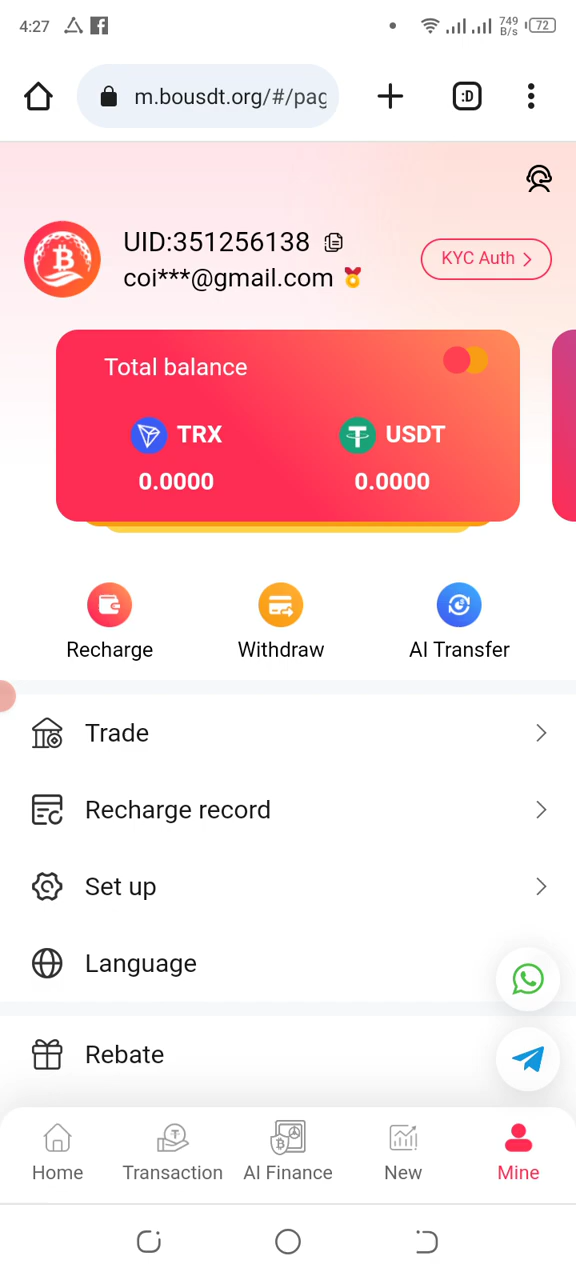 4:27
749
B/s
72
m.bousdt.org/#/pag
:D
UID:351256138
coi***@gmail.com
KYC Auth
Total balance
TRX USDT
0.0000 0.0000
Recharge Withdraw AI Transfer
Trade
Recharge record
Set up
Language
Rebate
Home Transaction AI Finance New Mine